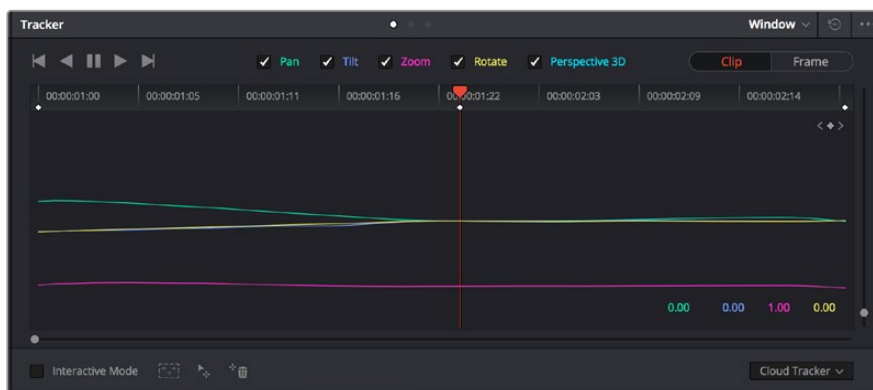 Tracker Window
Pan Tilt Zoom Rotate Perspective 3D Clip Frame
00:00:01:00 00:00:01:05 00:00:01:11 00:00:01:16 00:00:01:22 00:00:02:03 00:00:02:09 00:00:02:14
0.00 0.00 1.00 0.00
Interactive Mode Cloud Tracker